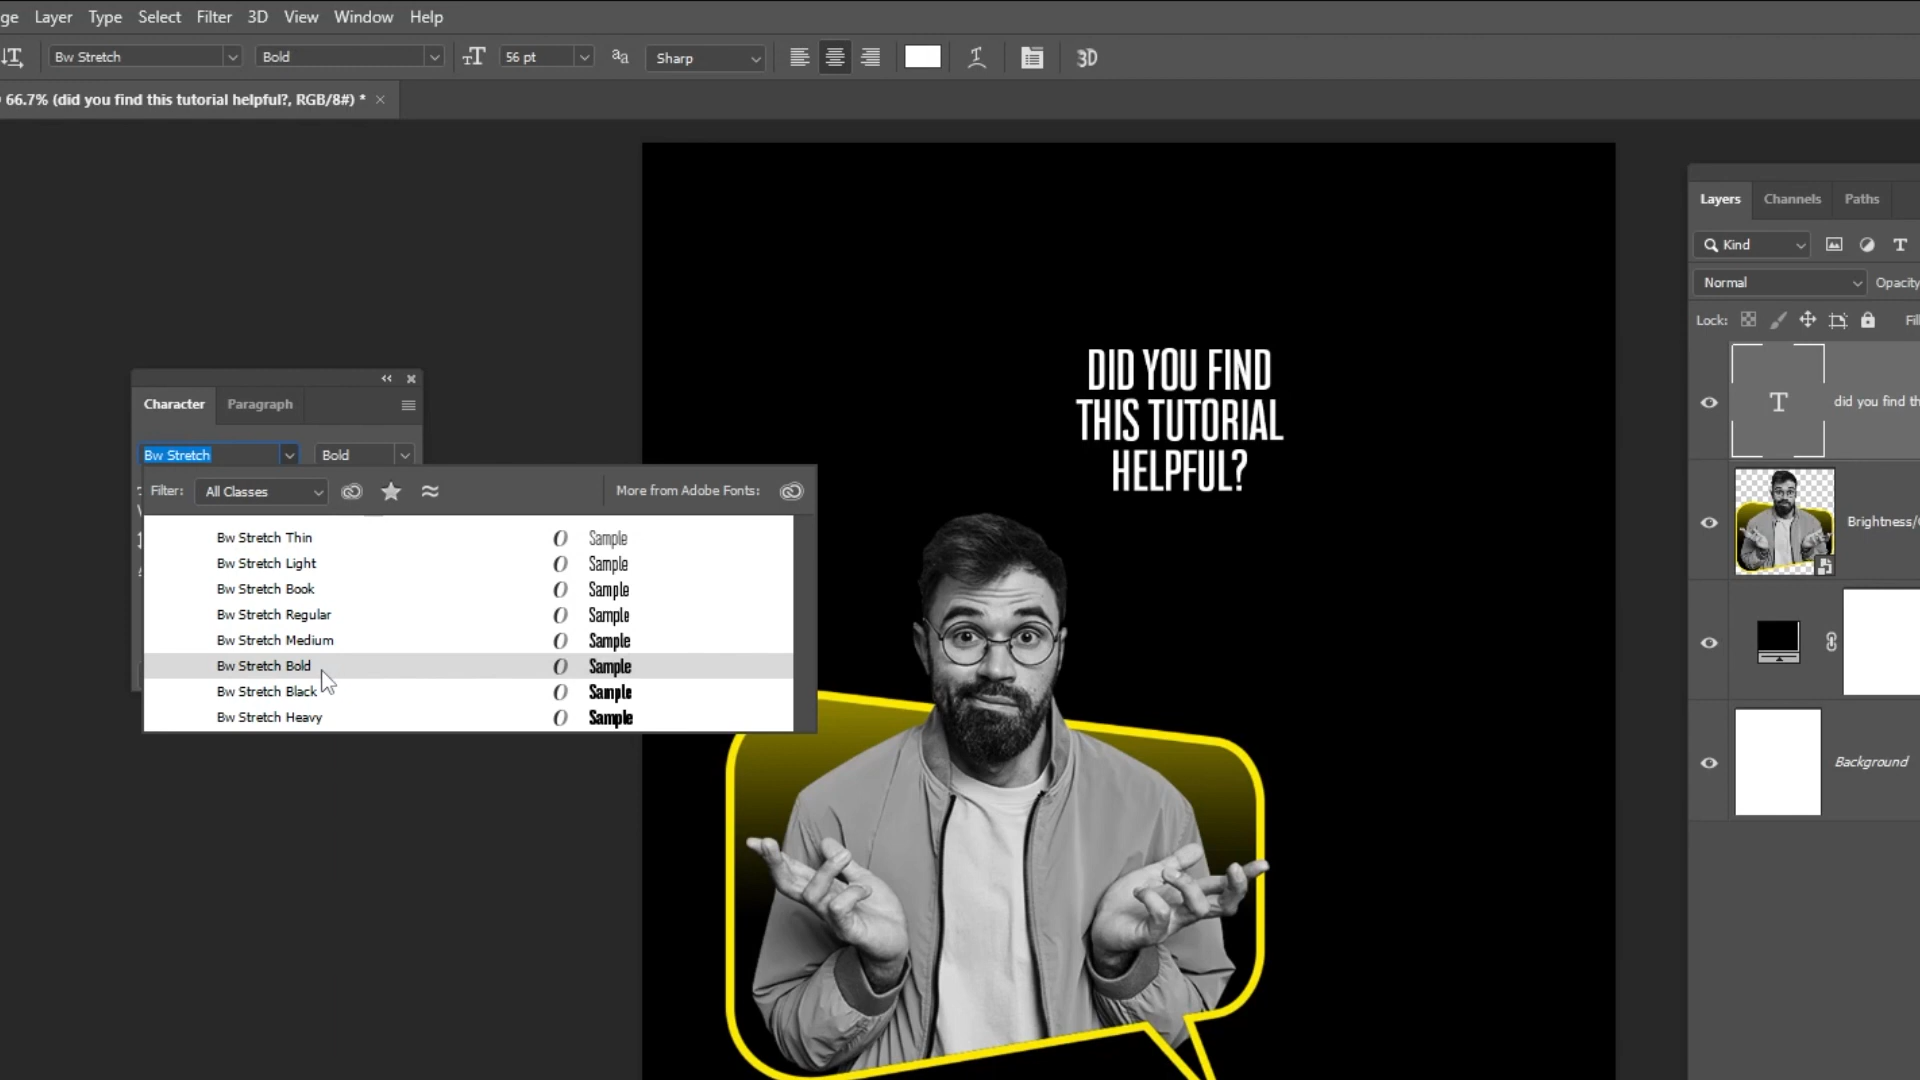 ge Layer Type Select Filter 3D View Window Help
Bw Stretch Bold 56 pt aa Sharp 3D
66.7% (did you find this tutorial helpful?, RGB/8#) * ×
Layers Channels Paths
Kind
Normal Opacity
Lock: Fil
did you find th
Brightness/
Background
Character Paragraph
Bw Stretch Bold
Filter: All Classes More from Adobe Fonts:
Bw Stretch Thin Sample
Bw Stretch Light Sample
Bw Stretch Book Sample
Bw Stretch Regular Sample
Bw Stretch Medium Sample
Bw Stretch Bold Sample
Bw Stretch Black Sample
Bw Stretch Heavy Sample
DID YOU FIND
THIS TUTORIAL
HELPFUL?